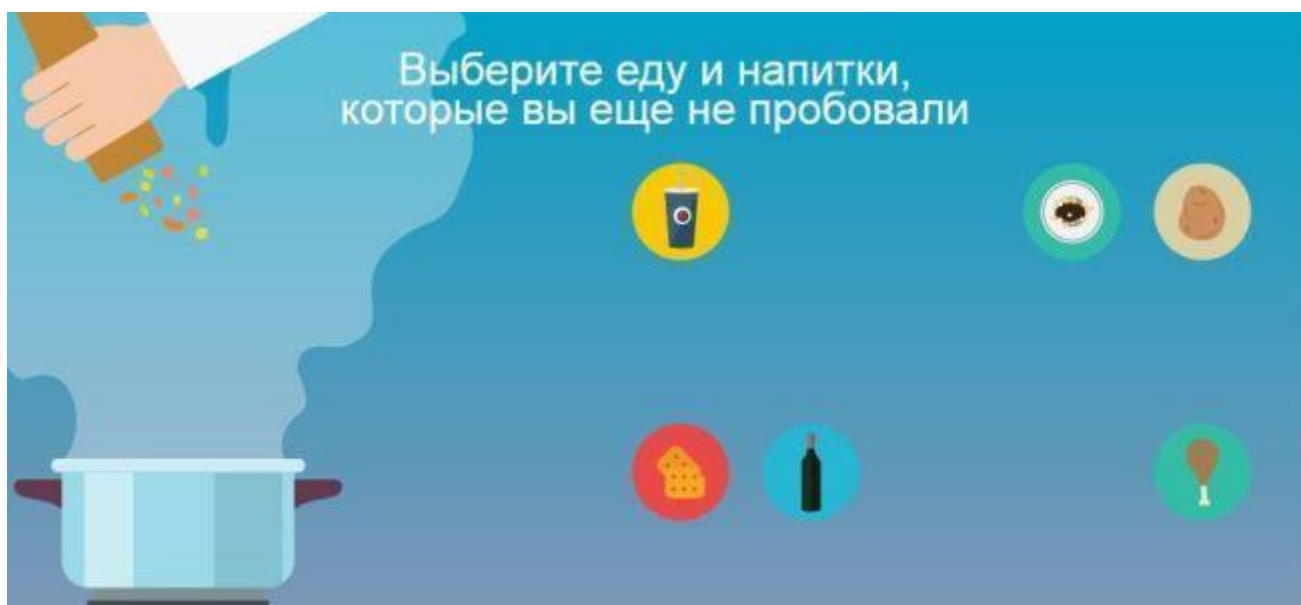 Выберите еду и напитки,
которые вы еще не пробовали